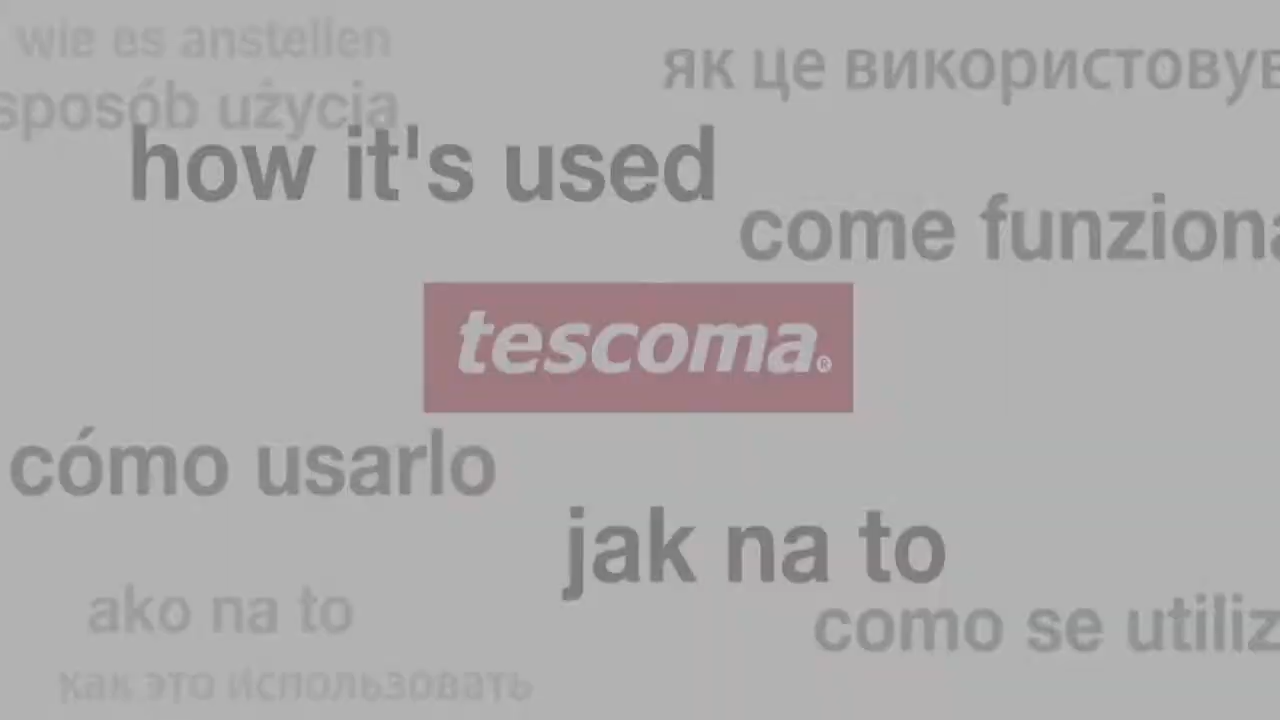 wie es anstellen
як це використовув
sposób użycia
how it's used
come funziona
tescoma.®
cómo usarlo
jak na to
ako na to
como se utiliz
как это использовать